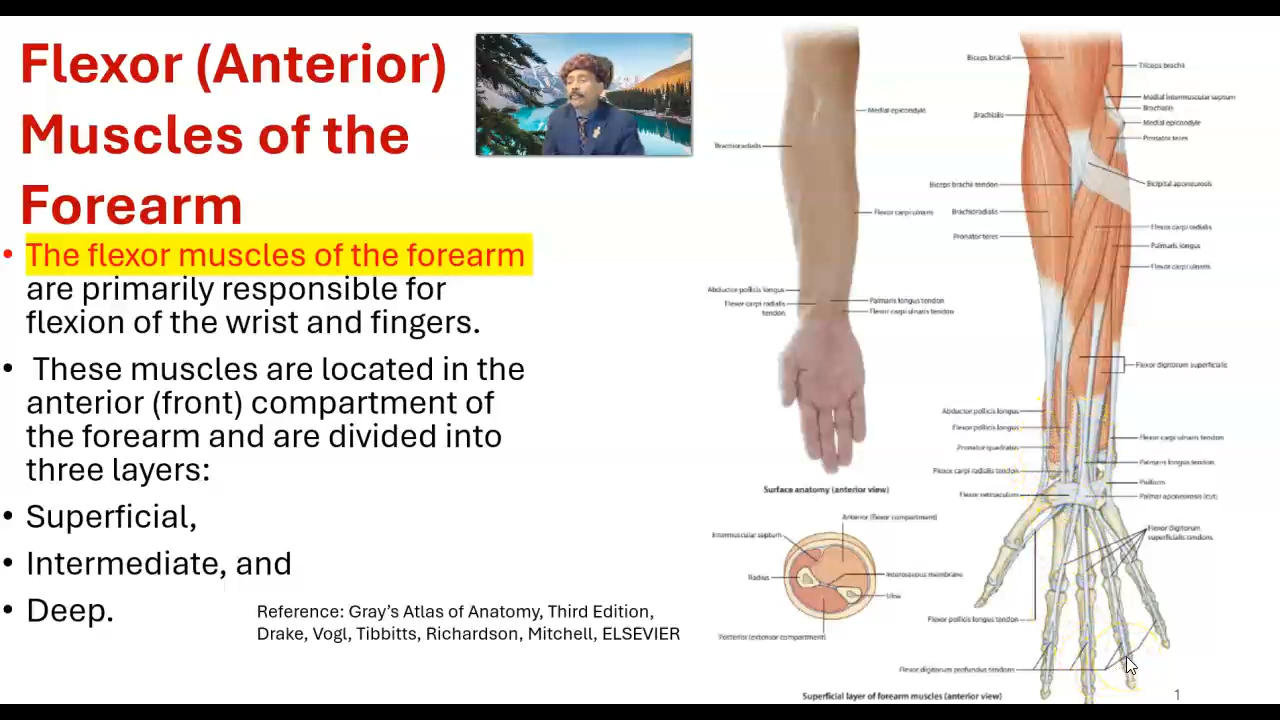 Flexor (Anterior)
Muscles of the
Forearm
• The flexor muscles of the forearm
are primarily responsible for
flexion of the wrist and fingers.
• These muscles are located in the
anterior (front) compartment of
the forearm and are divided into
three layers:
• Superficial,
• Intermediate, and
• Deep.
Reference: Gray's Atlas of Anatomy, Third Edition,
Drake, Vogl, Tibbitts, Richardson, Mitchell, ELSEVIER
Medial epicondyle
Brachioradialis
Flexor carpi ulnaris
Abductor pollicis longus
Flexor carpi radialis
tendon
Palmaris longus tendon
Flexor carpi ulnaris tendon
Surface anatomy (anterior view)
Anterior (flexor compartment)
Intermuscular septum
Radius
Interosseous membrane
Ulna
Posterior (extensor compartment)
Biceps brachii
Triceps brachii
Medial intermuscular septum
Brachialis
Brachialis
Medial epicondyle
Pronator teres
Biceps brachii tendon
Bicipital aponeurosis
Brachioradialis
Flexor carpi radialis
Pronator teres
Palmaris longus
Flexor carpi ulnaris
Flexor digitorum superficialis
Abductor pollicis longus
Flexor pollicis longus
Flexor carpi ulnaris tendon
Pronator quadratus
Palmaris longus tendon
Flexor carpi radialis tendon
Pisiform
Flexor retinaculum
Palmar aponeurosis (cut)
Flexor digitorum
superficialis tendons
Flexor pollicis longus tendon
Flexor digitorum profundus tendons
Superficial layer of forearm muscles (anterior view)
1